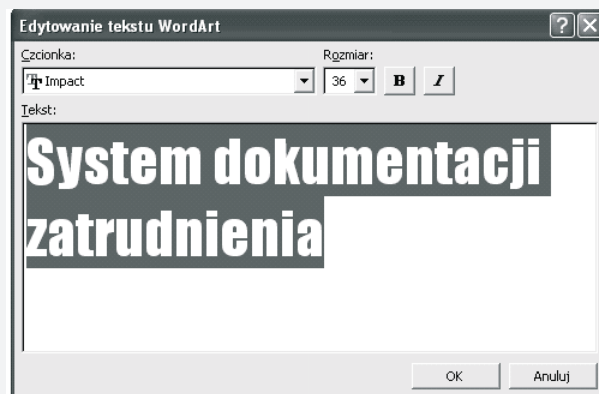 Edytowanie tekstu WordArt
Czcionka:
Rozmiar:
Impact
36
B
I
Tekst:
System dokumentacji
zatrudnienia
OK
Anuluj